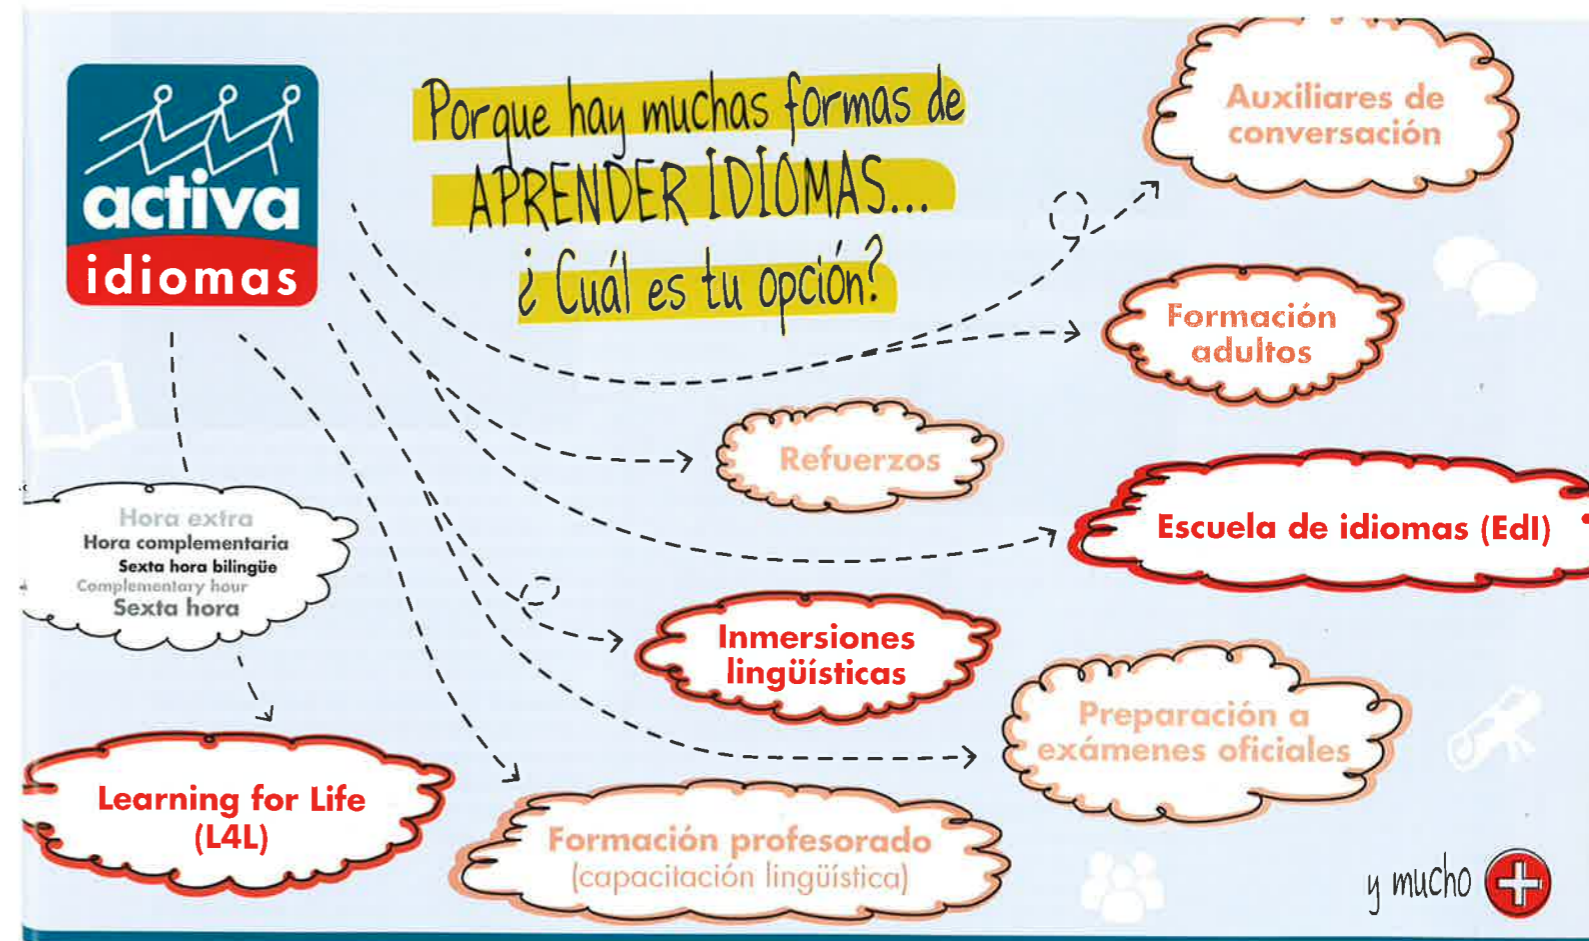 activa
idiomas
Porque hay muchas formas de
APRENDER IDIOMAS...
¿Cuál es tu opción?
Auxiliares de
conversación
Formación
adultos
Refuerzos
Escuela de idiomas (EdI)
Hora extra
Hora complementaria
Sexta hora bilingüe
Complementary hour
Sexta hora
Inmersiones
lingüísticas
Preparación a
exámenes oficiales
Learning for Life
(L4L)
Formación profesorado
(capacitación lingüística)
y mucho +